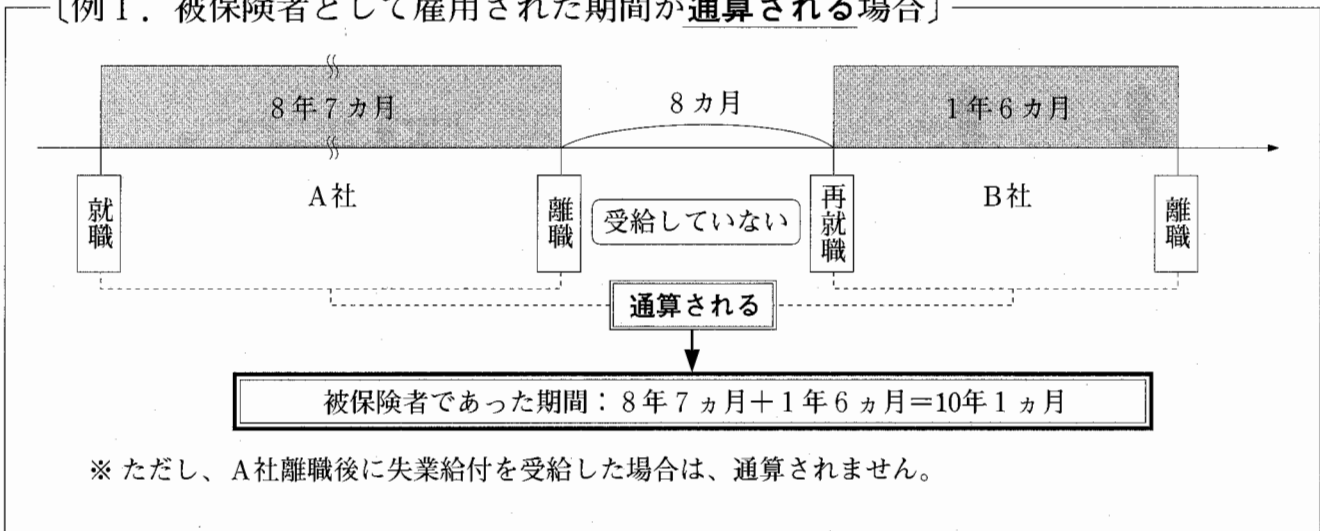 〔例１．被保険者として雇用された期間が通算される場合〕
8年7ヵ月
8ヵ月
1年6ヵ月
就職
A社
離職
受給していない
再就職
B社
離職
通算される
被保険者であった期間：8年7ヵ月＋1年6ヵ月＝10年1ヵ月
※ ただし、A社離職後に失業給付を受給した場合は、通算されません。